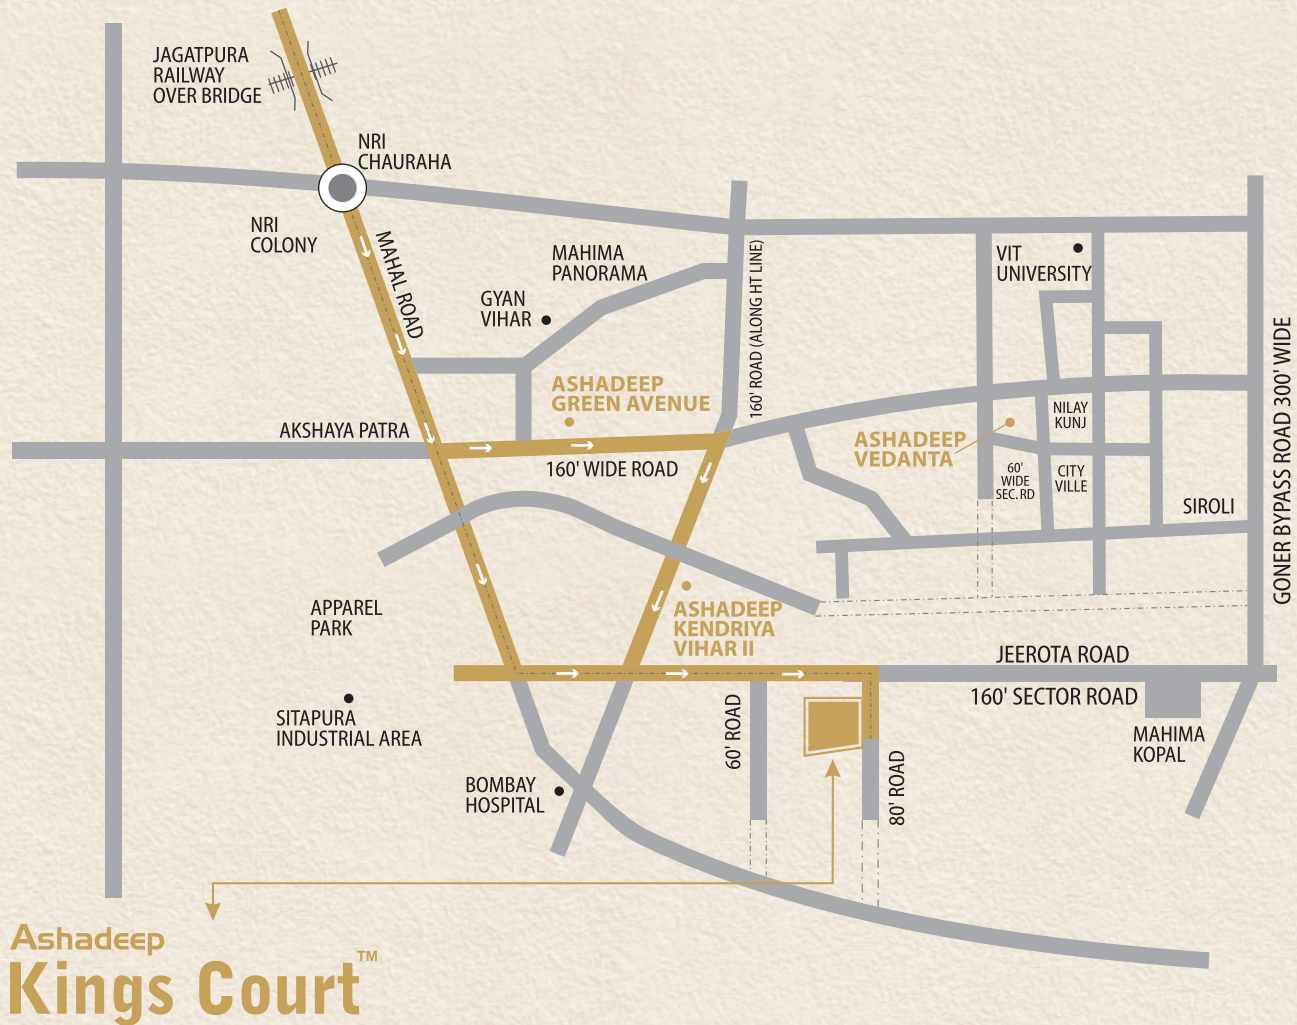 JAGATPURA
RAILWAY
OVER BRIDGE
NRI
CHAURAHA
NRI
COLONY
MAHAL ROAD
MAHIMA
PANORAMA
GYAN
VIHAR
160' ROAD (ALONG HT LINE)
VIT
UNIVERSITY
GONER BYPASS ROAD 300' WIDE
ASHADEEP
GREEN AVENUE
AKSHAYA PATRA
160' WIDE ROAD
ASHADEEP
VEDANTA
NILAY
KUNJ
60'
WIDE
SEC. RD
CITY
VILLE
SIROLI
APPAREL
PARK
ASHADEEP
KENDRIYA
VIHAR II
JEEROTA ROAD
160' SECTOR ROAD
SITAPURA
INDUSTRIAL AREA
60' ROAD
80' ROAD
MAHIMA
KOPAL
BOMBAY
HOSPITAL
Ashadeep
Kings Court™